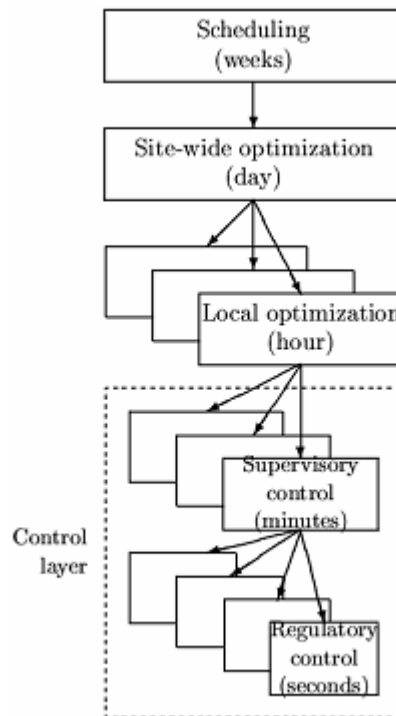 Scheduling
(weeks)
Site-wide optimization
(day)
Local optimization
(hour)
Supervisory
control
(minutes)
Control
layer
Regulatory
control
(seconds)